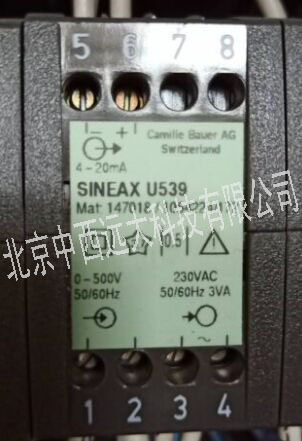 5 6 7 8
− +
Camille Bauer AG
Switzerland
4–20mA
SINEAX U539
Mat: 147018
0.5
0–500V
50/60Hz
230VAC
50/60Hz 3VA
~
1 2 3 4
北京中西远大科技有限公司